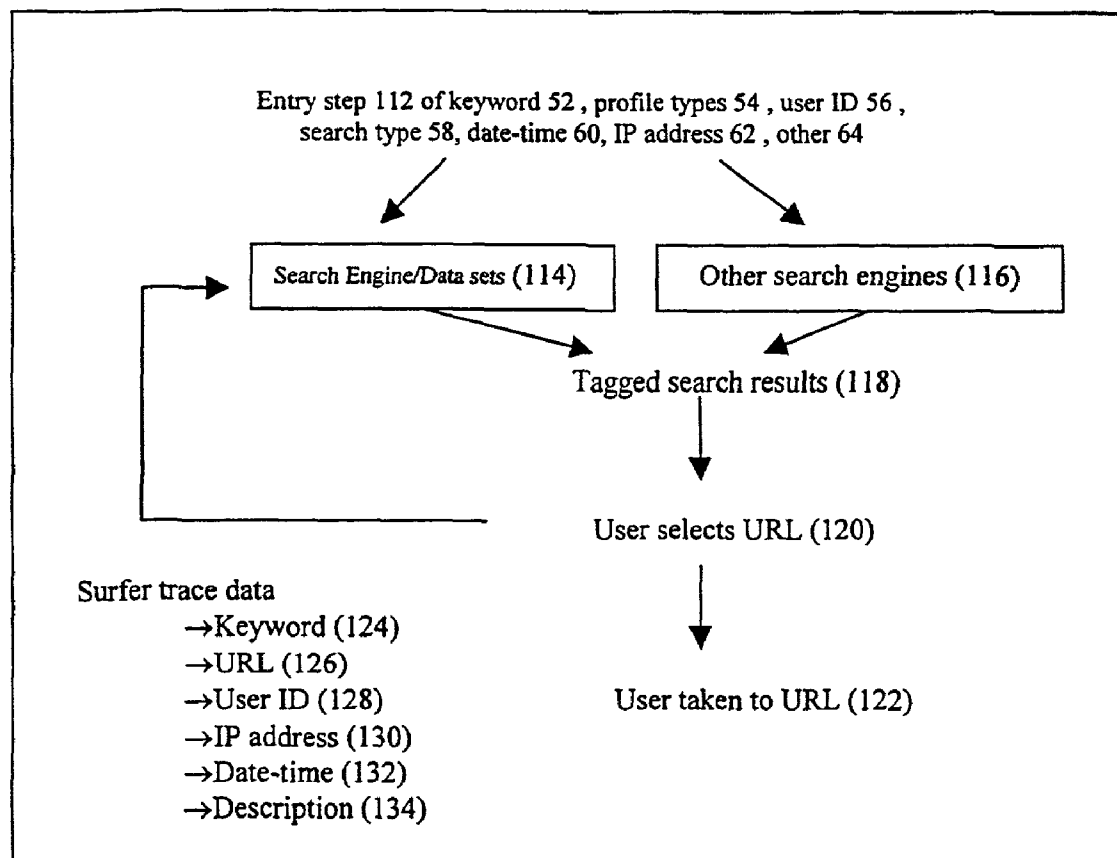 Entry step 112 of keyword 52 , profile types 54 , user ID 56 ,
search type 58, date-time 60, IP address 62 , other 64
Search Engine/Data sets (114)
Other search engines (116)
Tagged search results (118)
User selects URL (120)
Surfer trace data
→Keyword (124)
→URL (126)
→User ID (128)
→IP address (130)
→Date-time (132)
→Description (134)
User taken to URL (122)